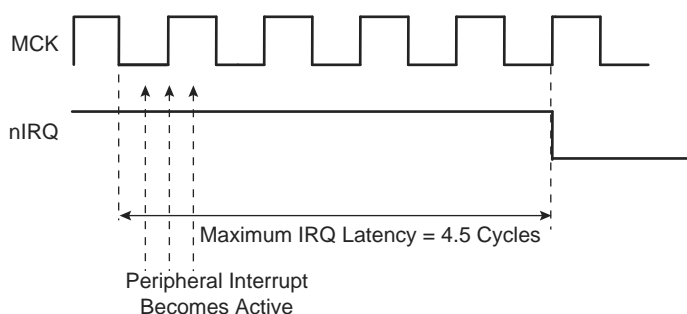 MCK
nIRQ
Maximum IRQ Latency = 4.5 Cycles
Peripheral Interrupt
Becomes Active